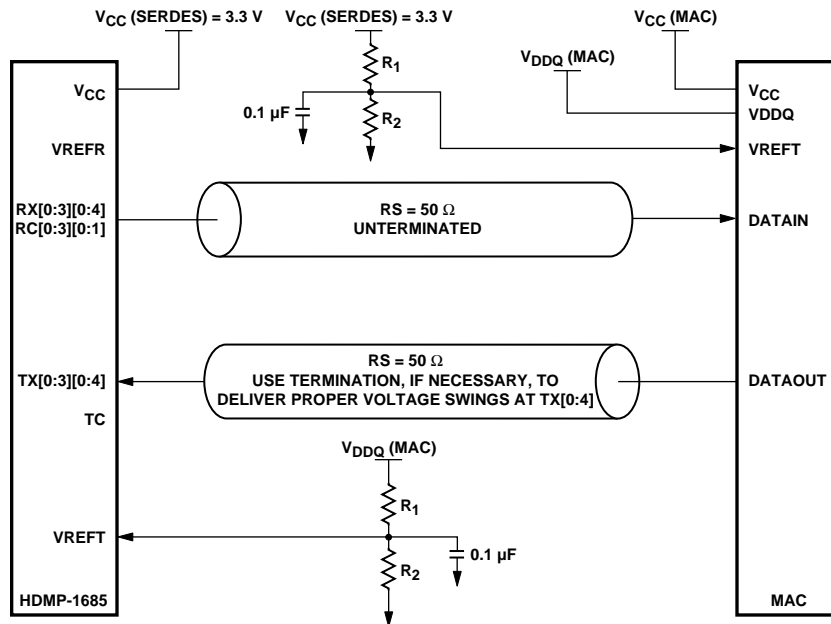 VCC (SERDES) = 3.3 V
VCC (SERDES) = 3.3 V
VCC (MAC)
VDDQ (MAC)
R1
VCC
0.1 µF
R2
VCC
VDDQ
VREFR
VREFT
RX[0:3][0:4]
RC[0:3][0:1]
RS = 50 Ω
UNTERMINATED
DATAIN
TX[0:3][0:4]
RS = 50 Ω
USE TERMINATION, IF NECESSARY, TO
DELIVER PROPER VOLTAGE SWINGS AT TX[0:4]
DATAOUT
TC
VDDQ (MAC)
R1
VREFT
R2
0.1 µF
HDMP-1685
MAC